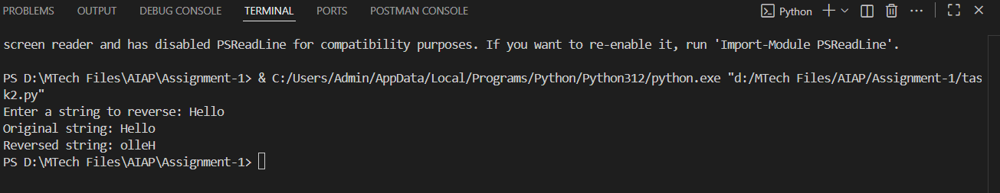 PROBLEMS OUTPUT DEBUG CONSOLE TERMINAL PORTS POSTMAN CONSOLE Python
screen reader and has disabled PSReadLine for compatibility purposes. If you want to re-enable it, run 'Import-Module PSReadLine'.
PS D:\MTech Files\AIAP\Assignment-1> & C:/Users/Admin/AppData/Local/Programs/Python/Python312/python.exe "d:/MTech Files/AIAP/Assignment-1/tas
k2.py"
Enter a string to reverse: Hello
Original string: Hello
Reversed string: olleH
PS D:\MTech Files\AIAP\Assignment-1>